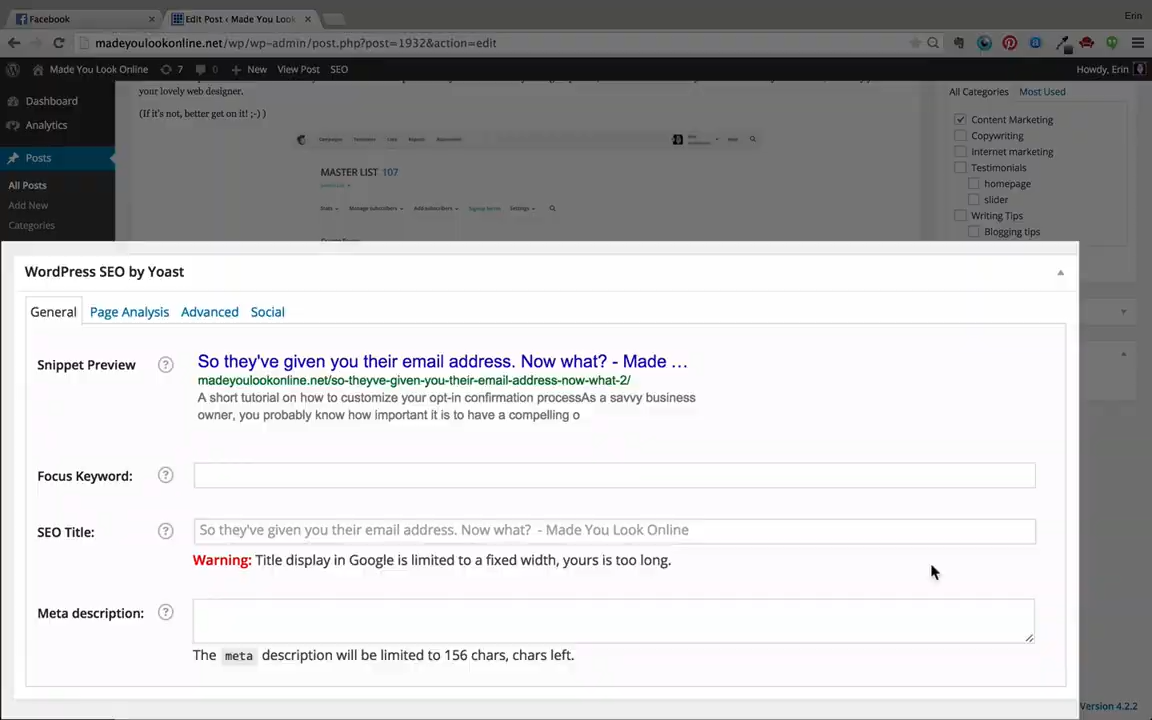 Facebook
Edit Post ‹ Made You Look
Erin
madeyoulookonline.net/wp/wp-admin/post.php?post=1932&action=edit
Made You Look Online 7 0 New View Post SEO Howdy, Erin
Dashboard
Analytics
Posts
All Posts
Add New
Categories
your lovely web designer.
(If it's not, better get on it! ;-) )
MASTER LIST 107
Stats Manage subscribers Add subscribers Signup forms Settings
All Categories Most Used
Content Marketing
Copywriting
Internet marketing
Testimonials
homepage
slider
Writing Tips
Blogging tips
WordPress SEO by Yoast
General Page Analysis Advanced Social
Snippet Preview ? So they've given you their email address. Now what? - Made ...
madeyoulookonline.net/so-theyve-given-you-their-email-address-now-what-2/
A short tutorial on how to customize your opt-in confirmation processAs a savvy business
owner, you probably know how important it is to have a compelling o
Focus Keyword: ?
SEO Title: ? So they've given you their email address. Now what? - Made You Look Online
Warning: Title display in Google is limited to a fixed width, yours is too long.
Meta description: ?
The meta description will be limited to 156 chars, chars left.
Version 4.2.2